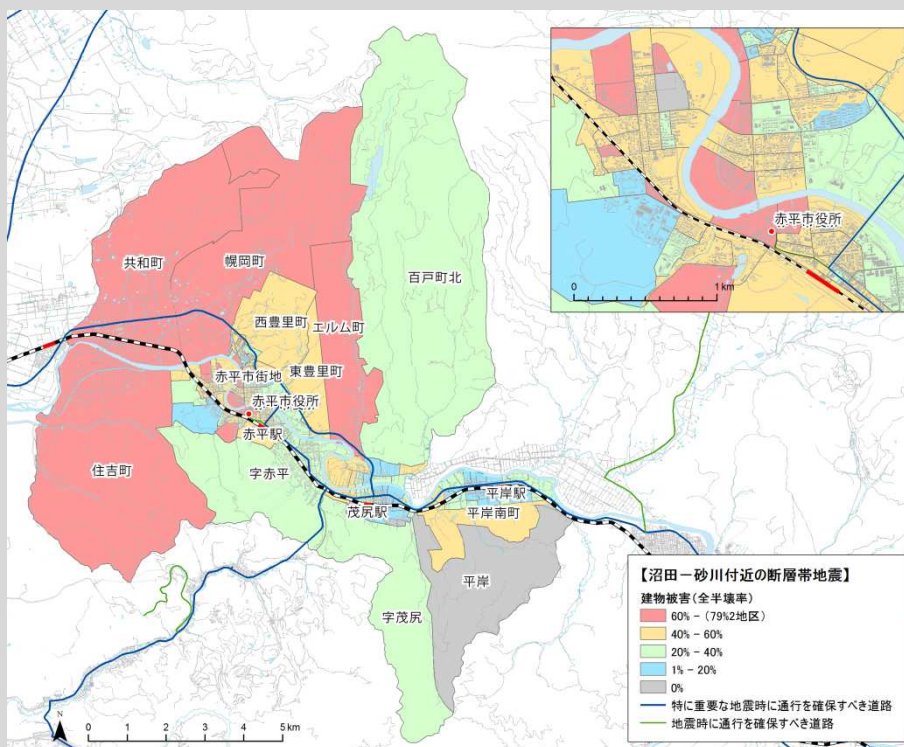 赤平市役所
0
1 km
百戸町北
幌岡町
共和町
西豊里町
エルム町
東豊里町
赤平市街地
赤平市役所
赤平駅
住吉町
字赤平
茂尻駅
平岸駅
平岸南町
平岸
字茂尻
【沼田－砂川付近の断層帯地震】
建物被害(全半壊率)
60% - (79%2地区)
40% - 60%
20% - 40%
1% - 20%
0%
特に重要な地震時に通行を確保すべき道路
地震時に通行を確保すべき道路
N
0 1 2 3 4 5 km